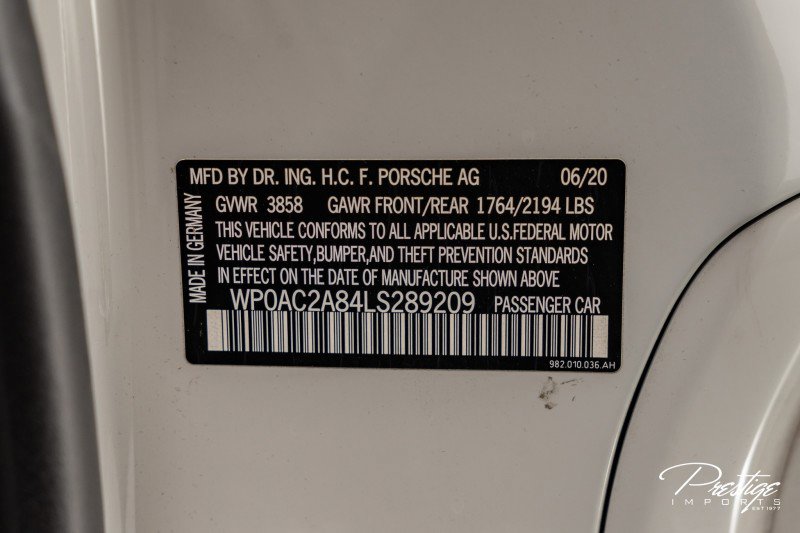 MFD BY DR. ING. H.C. F. PORSCHE AG 06/20
GVWR 3858 GAWR FRONT/REAR 1764/2194 LBS
THIS VEHICLE CONFORMS TO ALL APPLICABLE U.S.FEDERAL MOTOR
VEHICLE SAFETY,BUMPER,AND THEFT PREVENTION STANDARDS
IN EFFECT ON THE DATE OF MANUFACTURE SHOWN ABOVE
WP0AC2A84LS289209 PASSENGER CAR
982.010.036.AH
MADE IN GERMANY
Prestige
IMPORTS
EST 1977